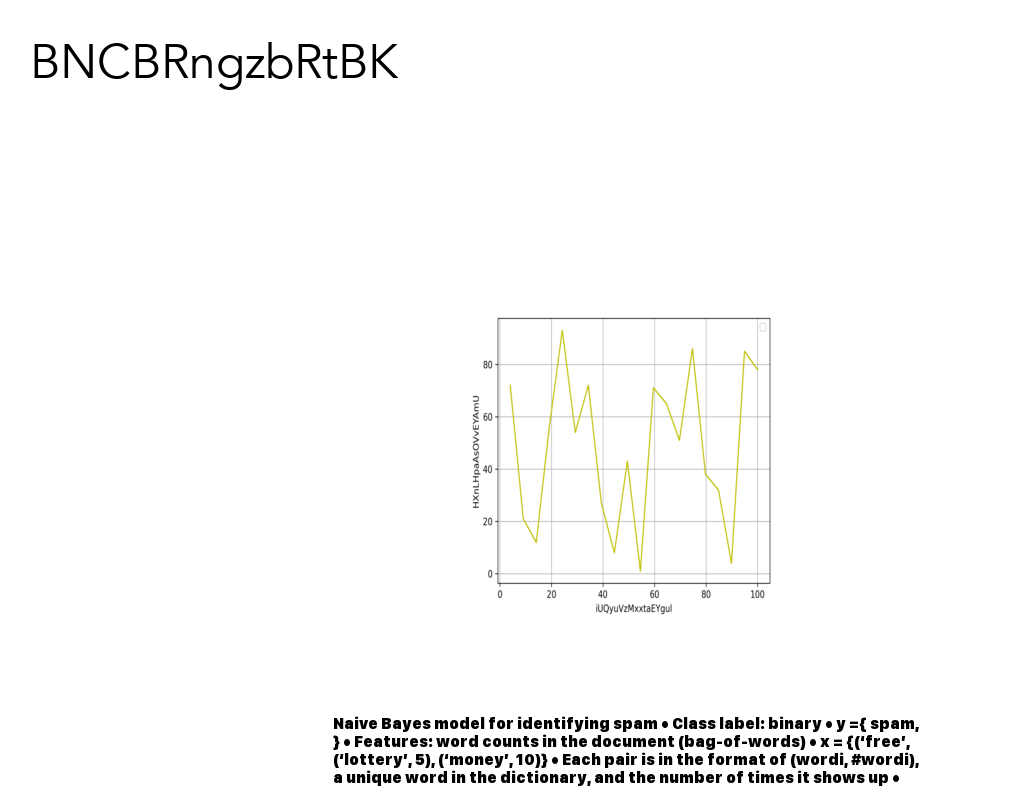 BNCBRngzbRtBK
80
60
40
20
0
HXnLHpaAsOVvEYAmU
0 20 40 60 80 100
iUQyuVzMxxtaEYgul
Naive Bayes model for identifying spam • Class label: binary • y ={ spam,
} • Features: word counts in the document (bag-of-words) • x = {(‘free’,
(‘lottery’, 5), (‘money’, 10)} • Each pair is in the format of (wordi, #wordi),
a unique word in the dictionary, and the number of times it shows up •